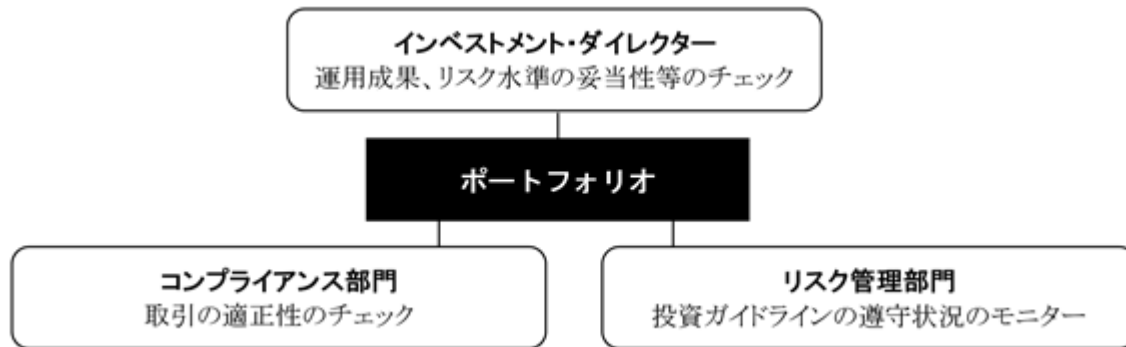 インベストメント・ダイレクター
運用成果、リスク水準の妥当性等のチェック
ポートフォリオ
コンプライアンス部門
取引の適正性のチェック
リスク管理部門
投資ガイドラインの遵守状況のモニター